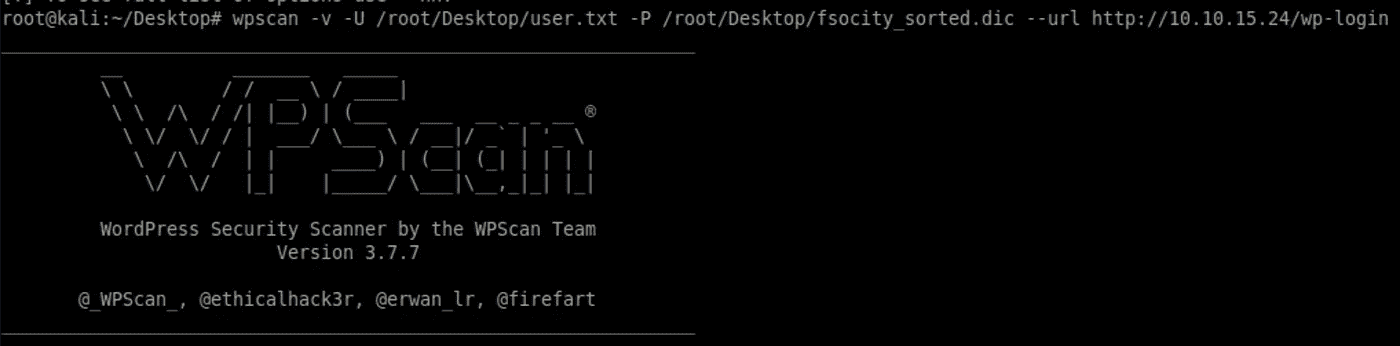 root@kali:~/Desktop# wpscan -v -U /root/Desktop/user.txt -P /root/Desktop/fsocity_sorted.dic --url http://10.10.15.24/wp-login
WPScan ®
WordPress Security Scanner by the WPScan Team
Version 3.7.7
@_WPScan_, @ethicalhack3r, @erwan_lr, @firefart